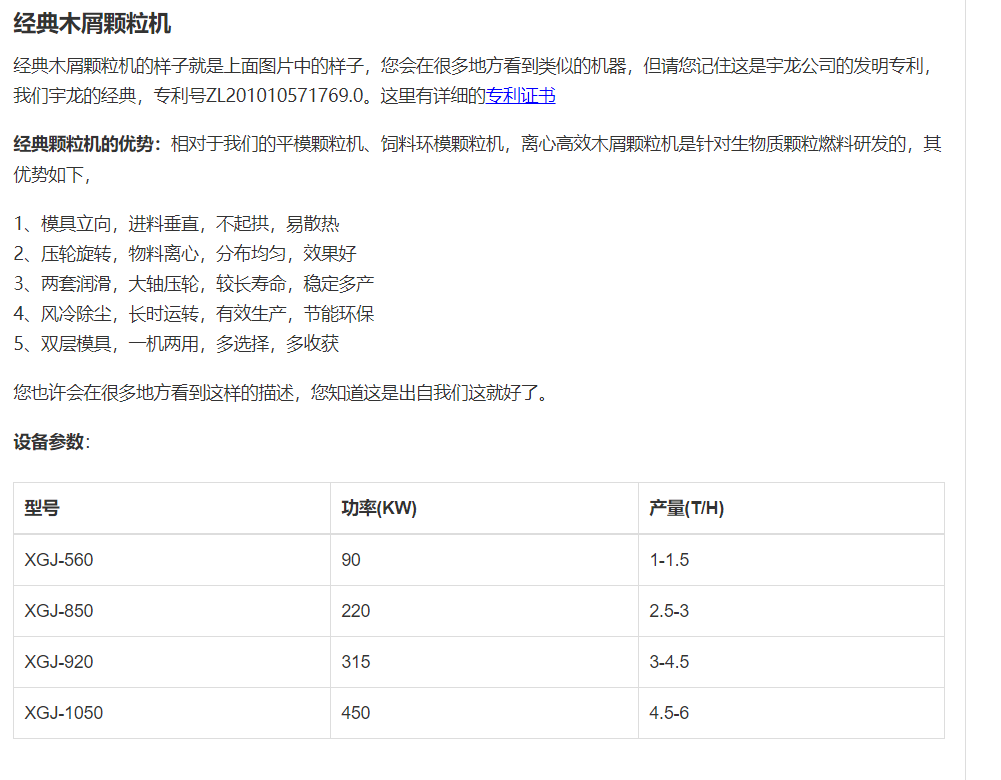 经典木屑颗粒机
经典木屑颗粒机的样子就是上面图片中的样子，您会在很多地方看到类似的机器，但请您记住这是宇龙公司的发明专利，
我们宇龙的经典，专利号ZL201010571769.0。这里有详细的专利证书
经典颗粒机的优势：相对于我们的平模颗粒机、饲料环模颗粒机，离心高效木屑颗粒机是针对生物质颗粒燃料研发的，其
优势如下，
1、模具立向，进料垂直，不起拱，易散热
2、压轮旋转，物料离心，分布均匀，效果好
3、两套润滑，大轴压轮，较长寿命，稳定多产
4、风冷除尘，长时运转，有效生产，节能环保
5、双层模具，一机两用，多选择，多收获
您也许会在很多地方看到这样的描述，您知道这是出自我们这就好了。
设备参数：
型号 功率(KW) 产量(T/H)
XGJ-560 90 1-1.5
XGJ-850 220 2.5-3
XGJ-920 315 3-4.5
XGJ-1050 450 4.5-6